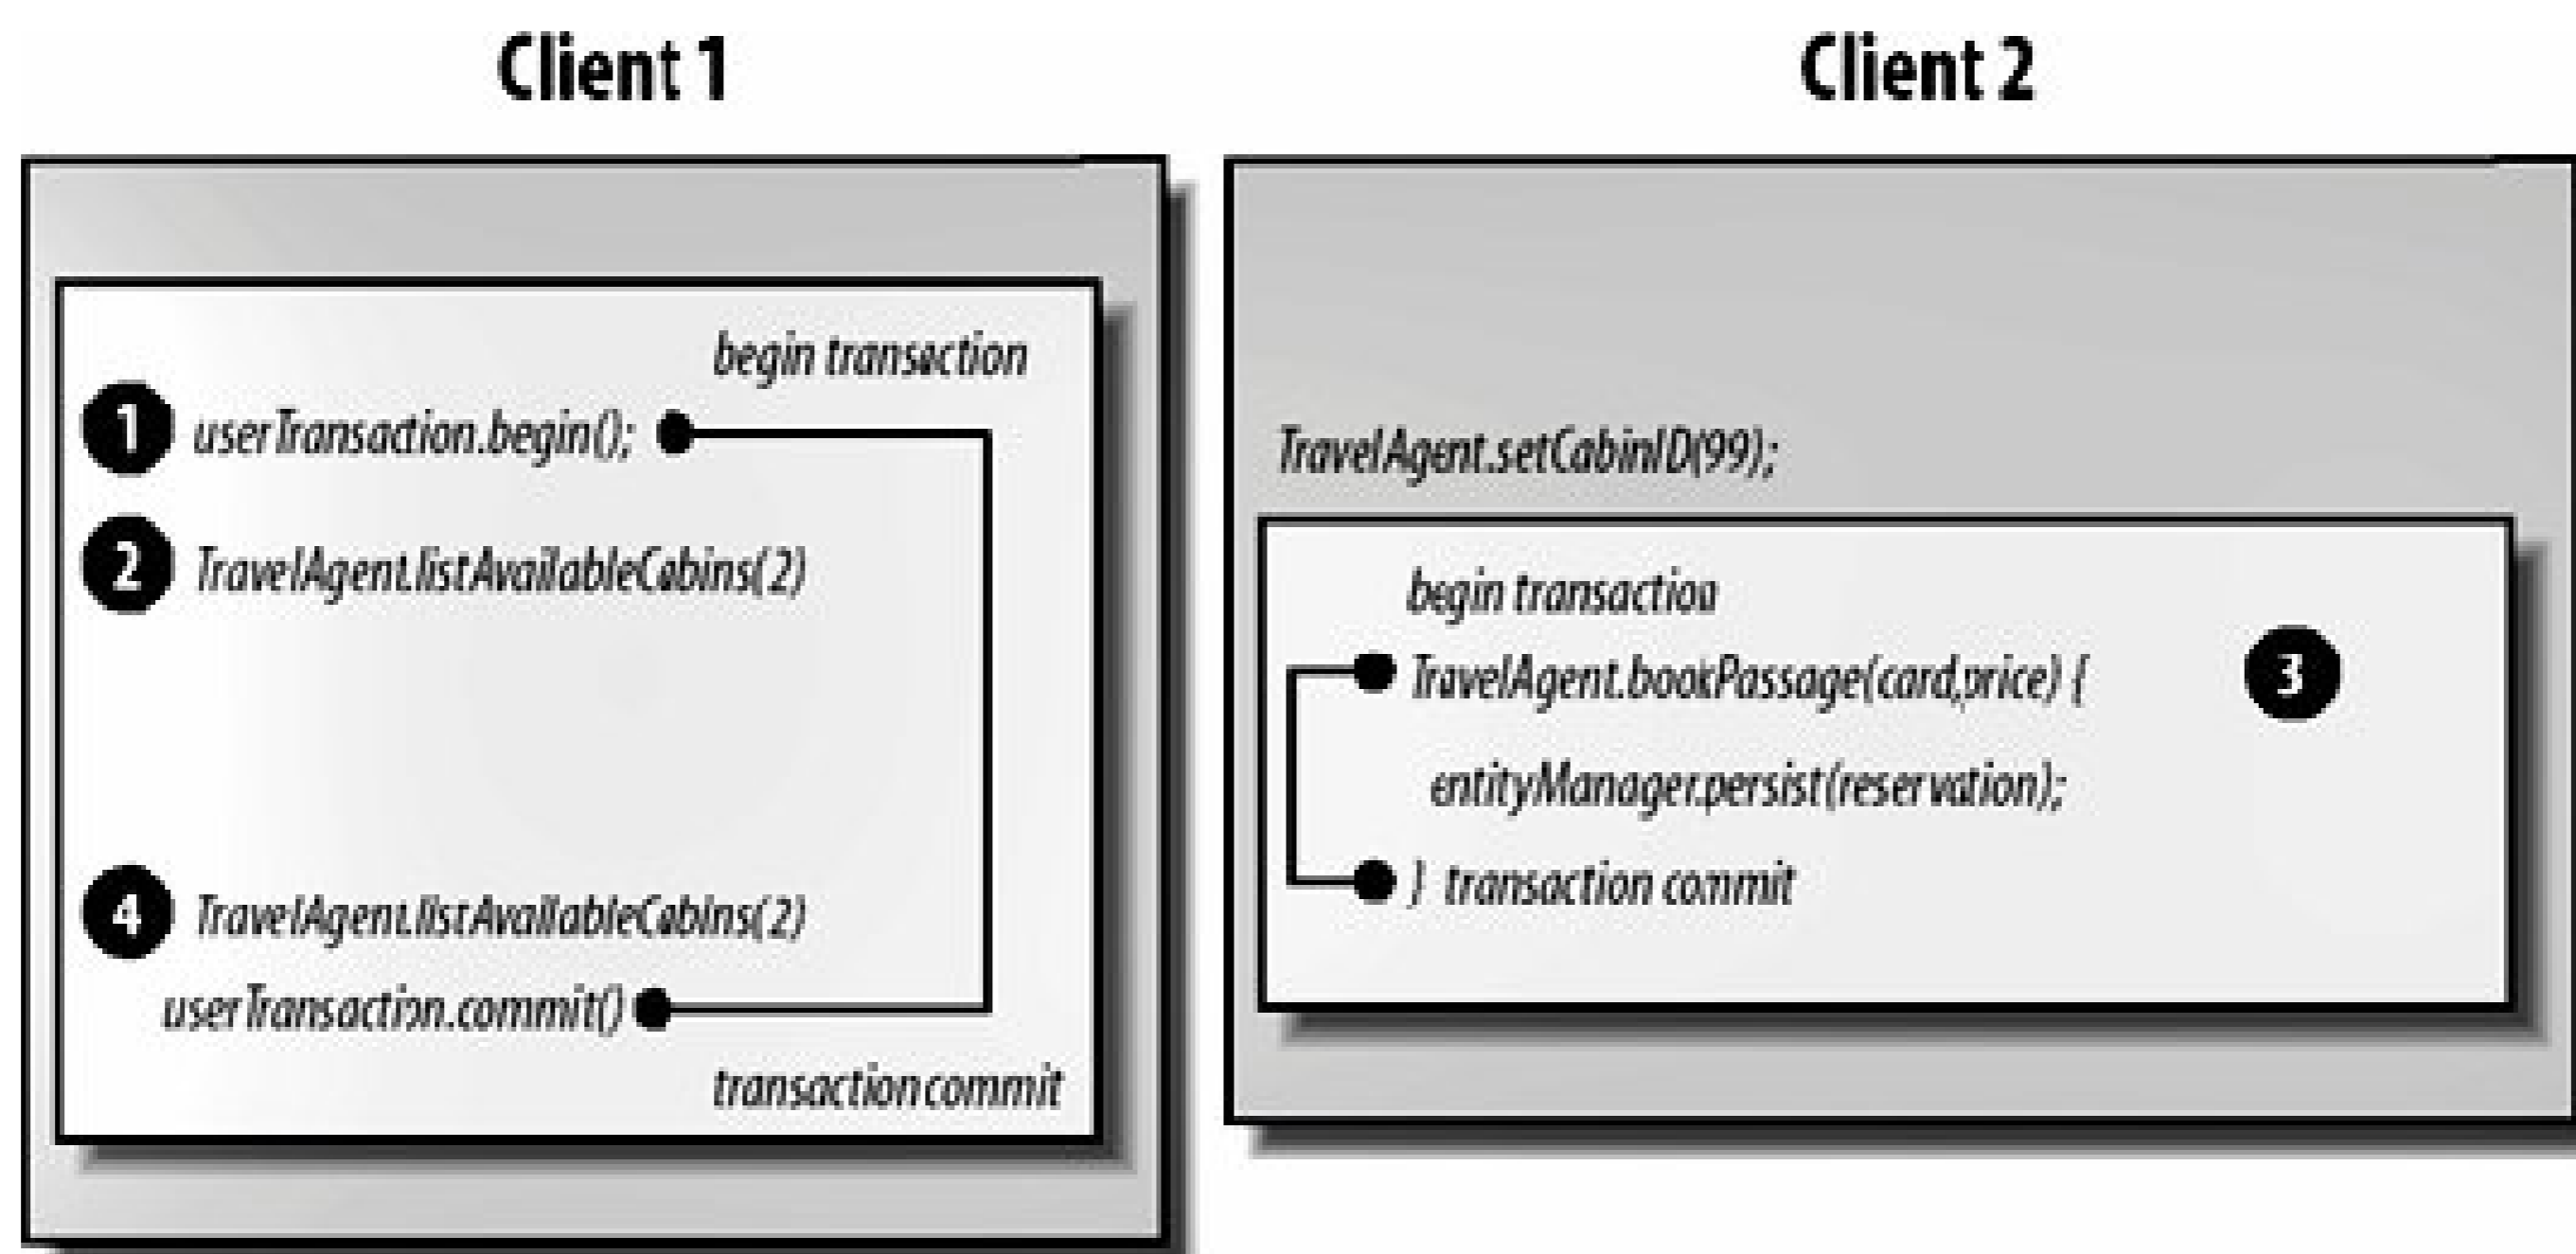 Client 1
begin transaction
1 userTransaction.begin();
2 TravelAgent.listAvailableCabins(2)
4 TravelAgent.listAvailableCabins(2)
userTransaction.commit()
transaction commit
Client 2
TravelAgent.setCabinID(99);
begin transaction
TravelAgent.bookPassage(card,price) { 3
entityManager.persist(reservation);
} transaction commit